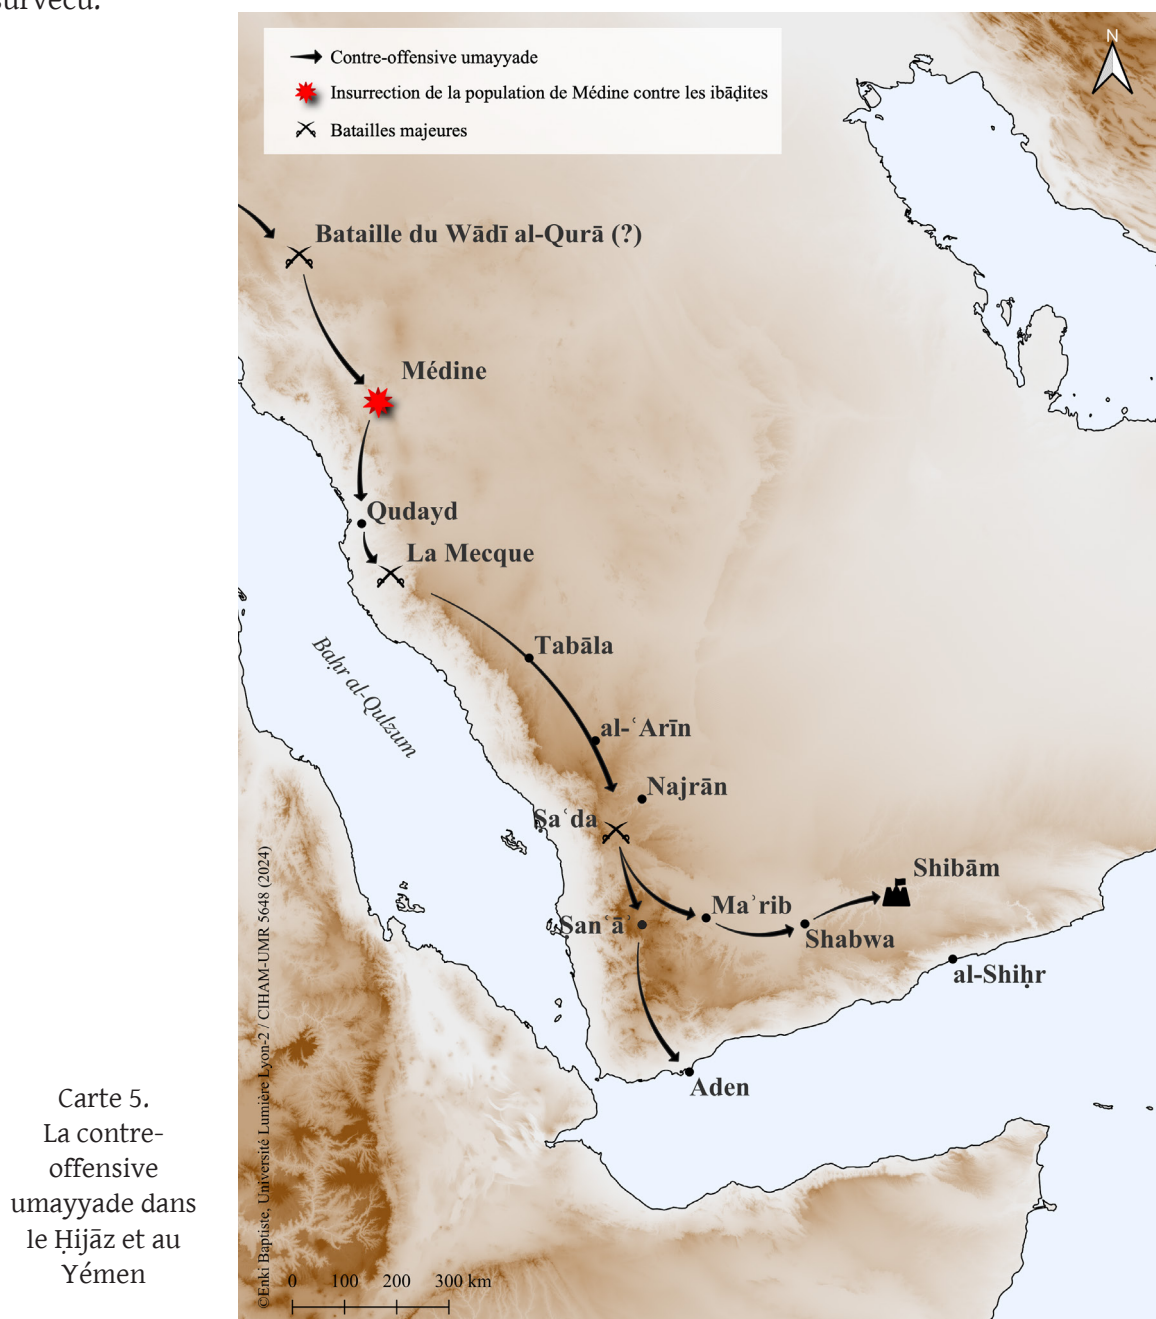 survécu.
N
Contre-offensive umayyade
Insurrection de la population de Médine contre les ibāḍites
Batailles majeures
Bataille du Wādī al-Qurā (?)
Médine
Qudayd
La Mecque
Tabāla
Baḥr al-Qulzum
al-ʿArīn
Najrān
Ṣaʿda
Shibām
Maʾrib
Ṣanʿāʾ
Shabwa
al-Shiḥr
Aden
©Enki Baptiste, Université Lumière Lyon-2 / CIHAM-UMR 5648 (2024)
0 100 200 300 km
Carte 5.
La contre-
offensive
umayyade dans
le Ḥijāz et au
Yémen